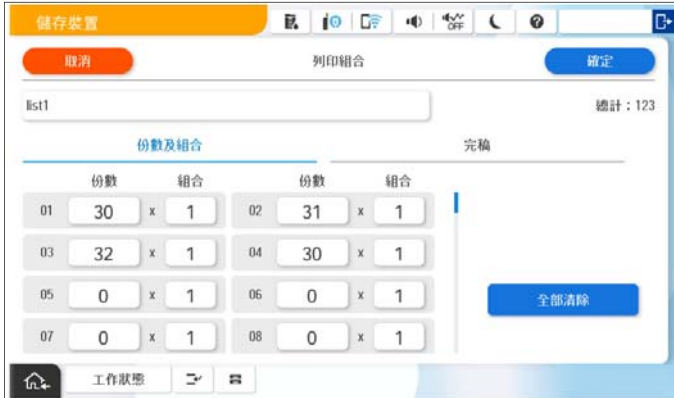 儲存裝置 OFF
取消 列印組合 確定
list1 總計：123
份數及組合 完稿
份數 組合 份數 組合
01 30 x 1 02 31 x 1
03 32 x 1 04 30 x 1
05 0 x 1 06 0 x 1 全部清除
07 0 x 1 08 0 x 1
工作狀態